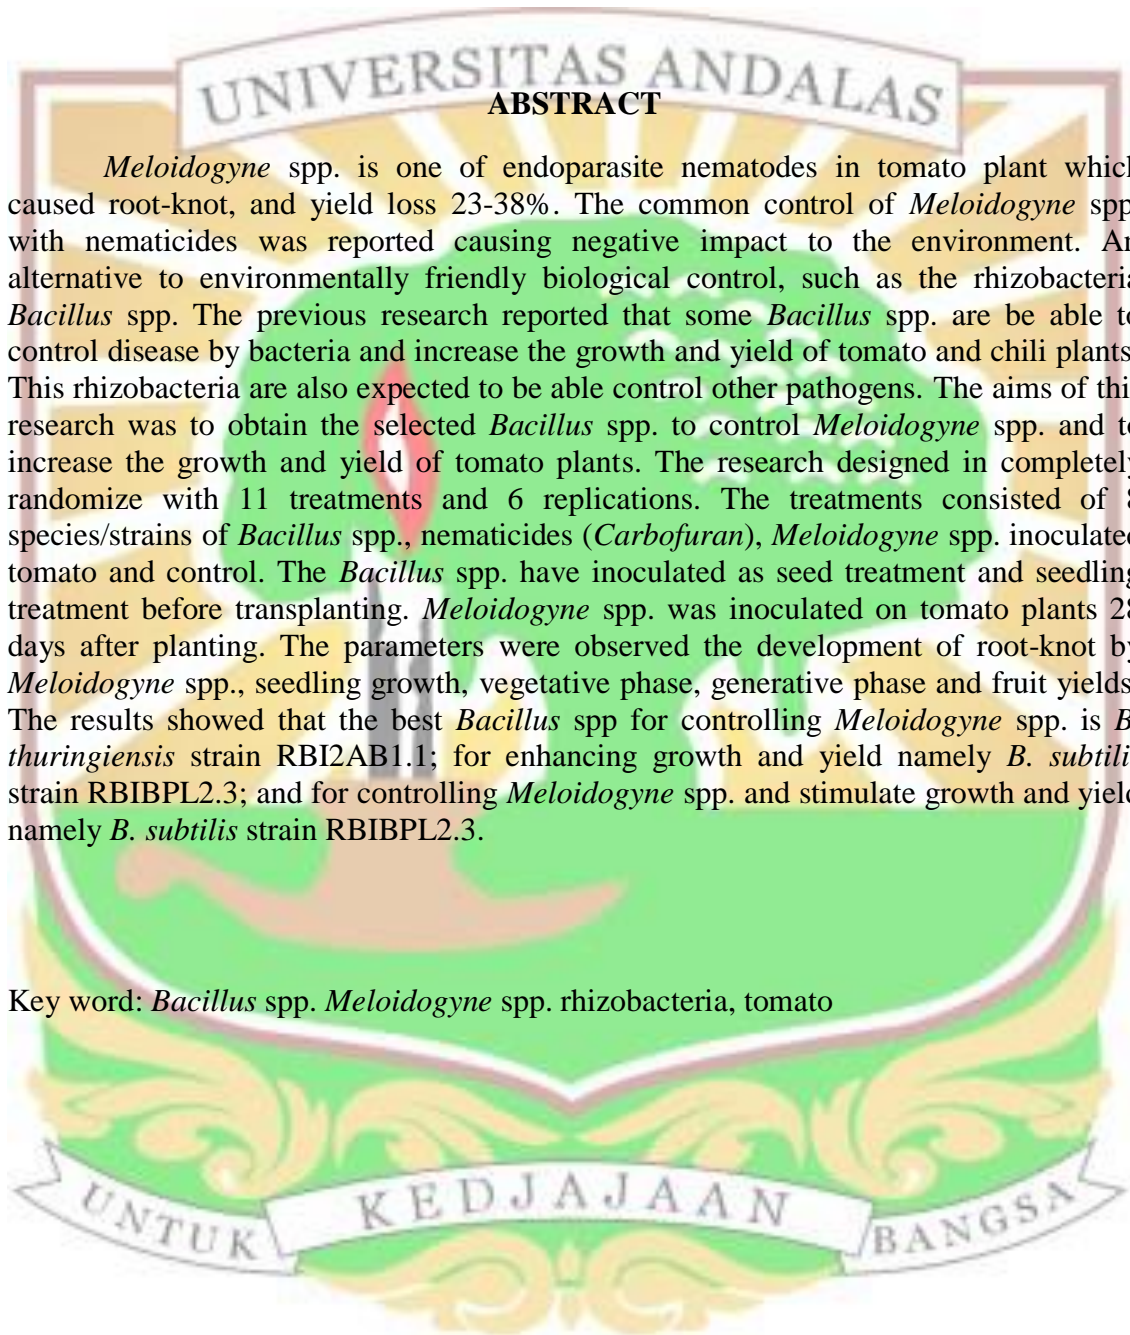 UNIVERSITAS ANDALAS
ABSTRACT
Meloidogyne spp. is one of endoparasite nematodes in tomato plant which
caused root-knot, and yield loss 23-38%. The common control of Meloidogyne spp
with nematicides was reported causing negative impact to the environment. An
alternative to environmentally friendly biological control, such as the rhizobacteria
Bacillus spp. The previous research reported that some Bacillus spp. are be able to
control disease by bacteria and increase the growth and yield of tomato and chili plants
This rhizobacteria are also expected to be able control other pathogens. The aims of thi
research was to obtain the selected Bacillus spp. to control Meloidogyne spp. and to
increase the growth and yield of tomato plants. The research designed in completely
randomize with 11 treatments and 6 replications. The treatments consisted of 8
species/strains of Bacillus spp., nematicides (Carbofuran), Meloidogyne spp. inoculated
tomato and control. The Bacillus spp. have inoculated as seed treatment and seedling
treatment before transplanting. Meloidogyne spp. was inoculated on tomato plants 28
days after planting. The parameters were observed the development of root-knot by
Meloidogyne spp., seedling growth, vegetative phase, generative phase and fruit yields
The results showed that the best Bacillus spp for controlling Meloidogyne spp. is B
thuringiensis strain RBI2AB1.1; for enhancing growth and yield namely B. subtili
strain RBIBPL2.3; and for controlling Meloidogyne spp. and stimulate growth and yield
namely B. subtilis strain RBIBPL2.3.
Key word: Bacillus spp. Meloidogyne spp. rhizobacteria, tomato
UNTUK KEDJAJAAN BANGSA